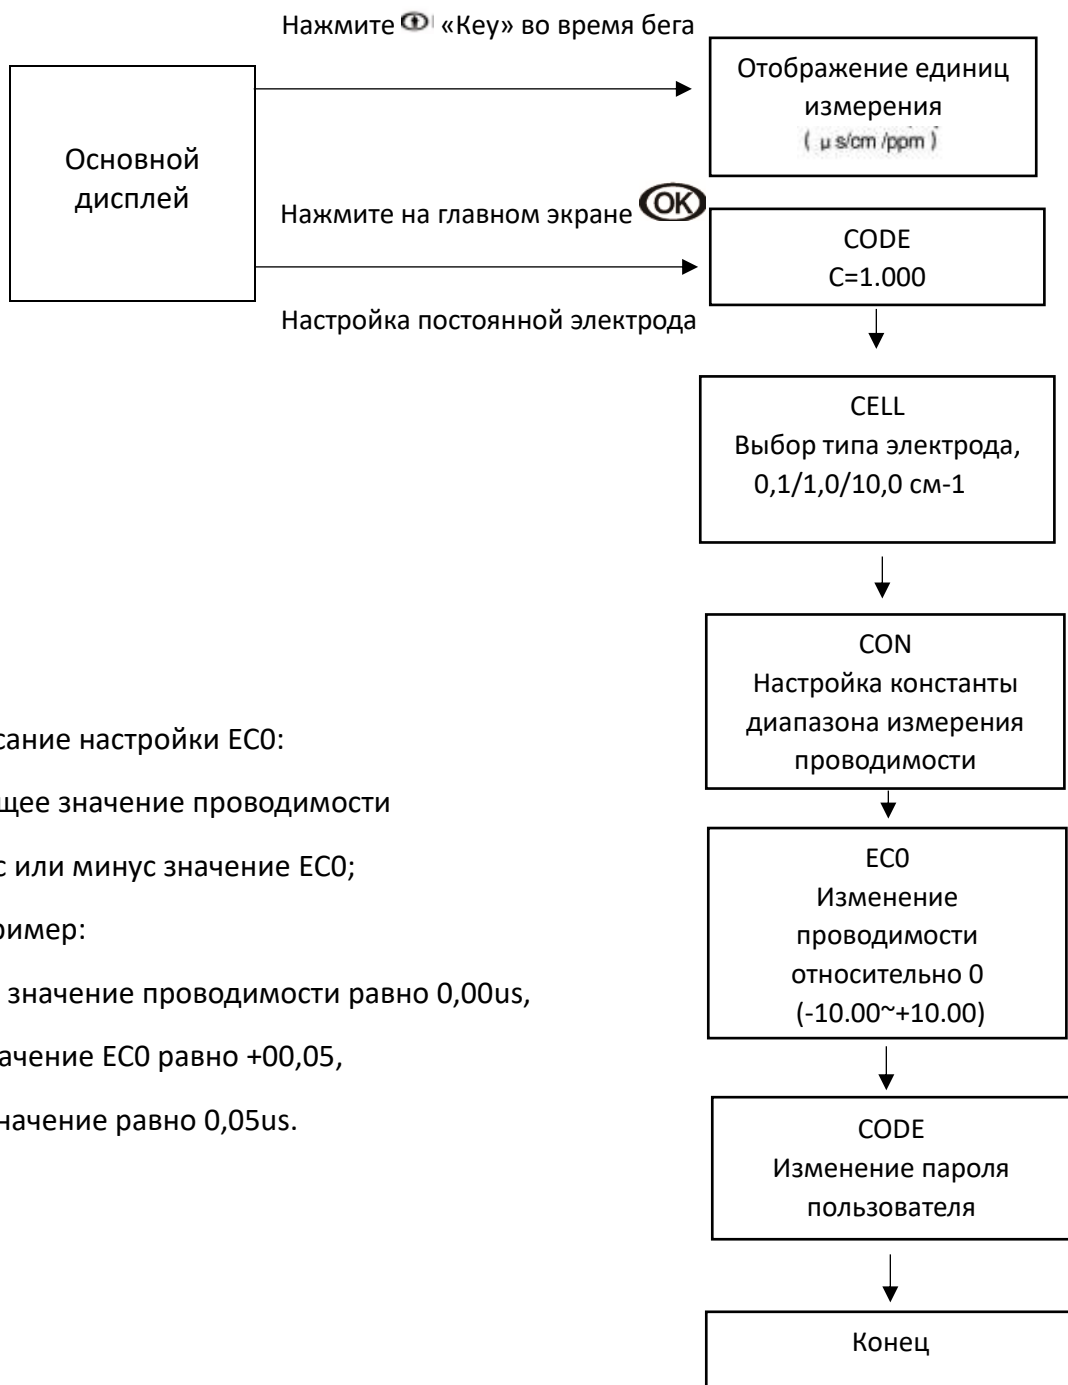 Нажмите «Key» во время бега
Отображение единиц
измерения
( μ s/cm /ppm )
Основной
дисплей
Нажмите на главном экране OK
CODE
C=1.000
Настройка постоянной электрода
CELL
Выбор типа электрода,
0,1/1,0/10,0 см-1
CON
Настройка константы
диапазона измерения
проводимости
сание настройки EC0:
щее значение проводимости
с или минус значение EC0;
ример:
значение проводимости равно 0,00us,
ачение EC0 равно +00,05,
начение равно 0,05us.
EC0
Изменение
проводимости
относительно 0
(-10.00~+10.00)
CODE
Изменение пароля
пользователя
Конец